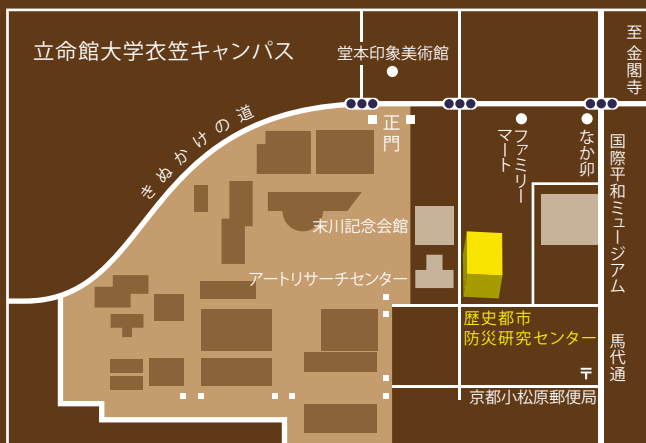 立命館大学衣笠キャンパス
堂本印象美術館
至 金閣寺
きぬかけの道
正門
ファミリー
マート
なか卯
国際平和ミュージアム
末川記念会館
アートリサーチセンター
歴史都市
防災研究センター
馬代通
〒
京都小松原郵便局